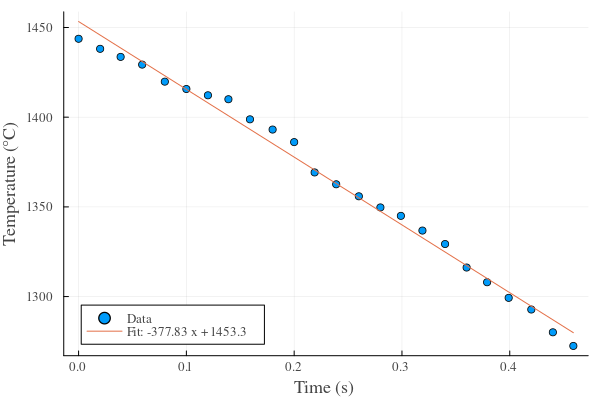 1450
1400
1350
1300
Temperature (°C)
Data
Fit: -377.83 x + 1453.3
0.0 0.1 0.2 0.3 0.4
Time (s)